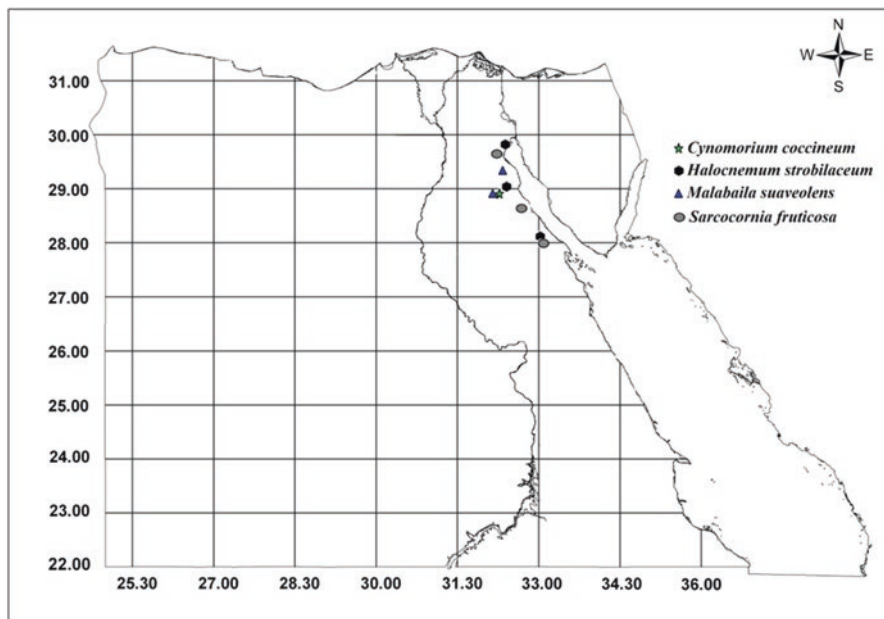 N
W E
S
31.00
30.00
29.00
28.00
27.00
26.00
25.00
24.00
23.00
22.00
25.30 27.00 28.30 30.00 31.30 33.00 34.30 36.00
Cynomorium coccineum
Halocnemum strobilaceum
Malabaila suaveolens
Sarcocornia fruticosa